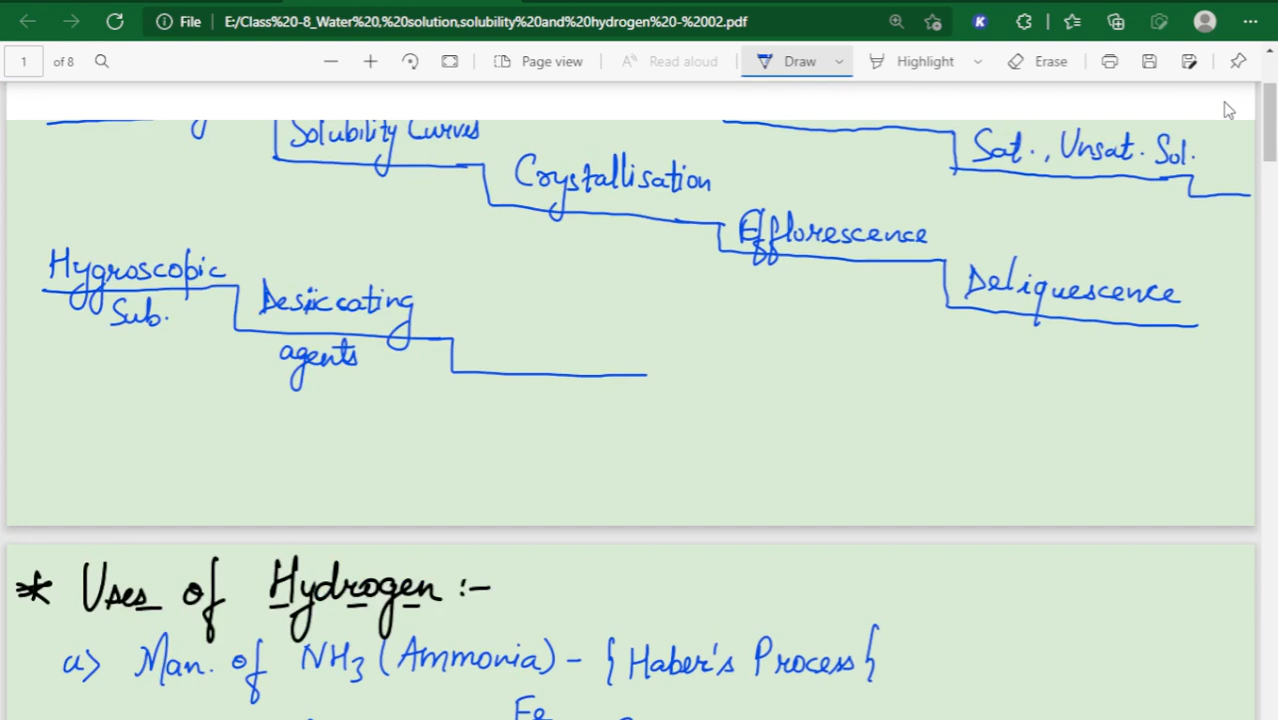 File E:/Class%20-8_Water%20,%20solution,solubility%20and%20hydrogen%20-%2002.pdf
1 of 8 Page view Read aloud Draw Highlight Erase
Solubility Curves
Sat., Unsat. Sol.
Crystallisation
Efflorescence
Deliquescence
Hygroscopic
Sub.
Desiccating
agents
* Uses of Hydrogen :-
a) Man. of NH3 (Ammonia) - {Haber's Process}
Fe